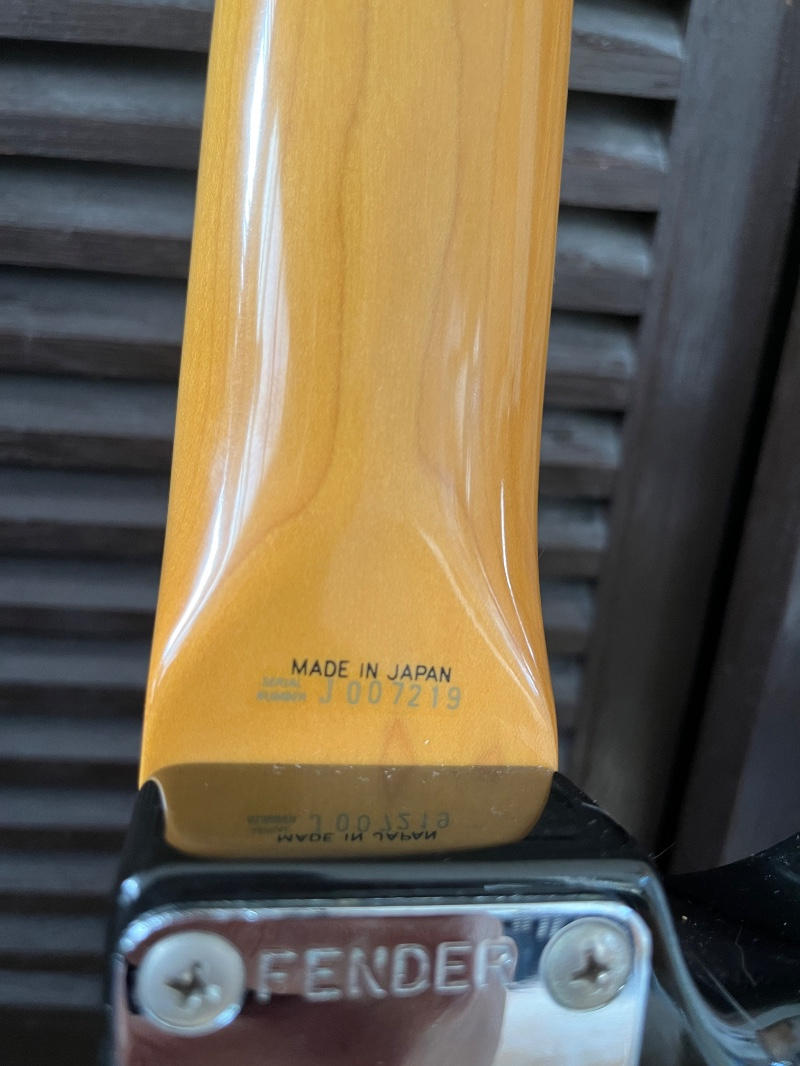 MADE IN JAPAN
SERIAL
NUMBER J007219
FENDER